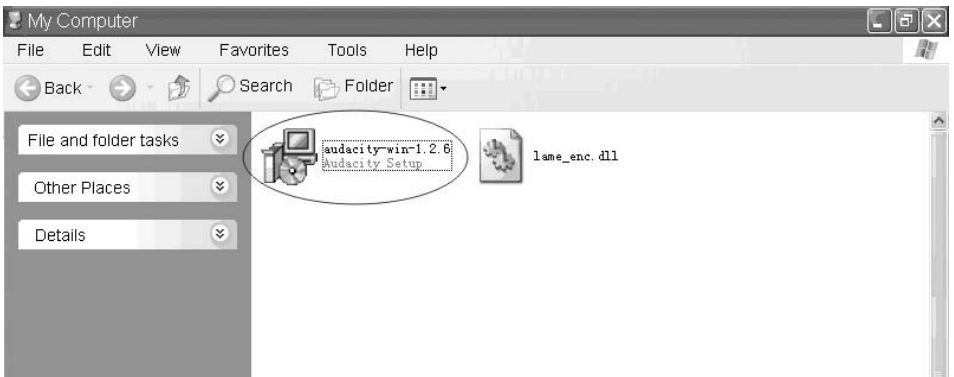 My Computer
File Edit View Favorites Tools Help
Back Search Folder
File and folder tasks
Other Places
Details
audacity-win-1.2.6
Audacity Setup
lame_enc.dll